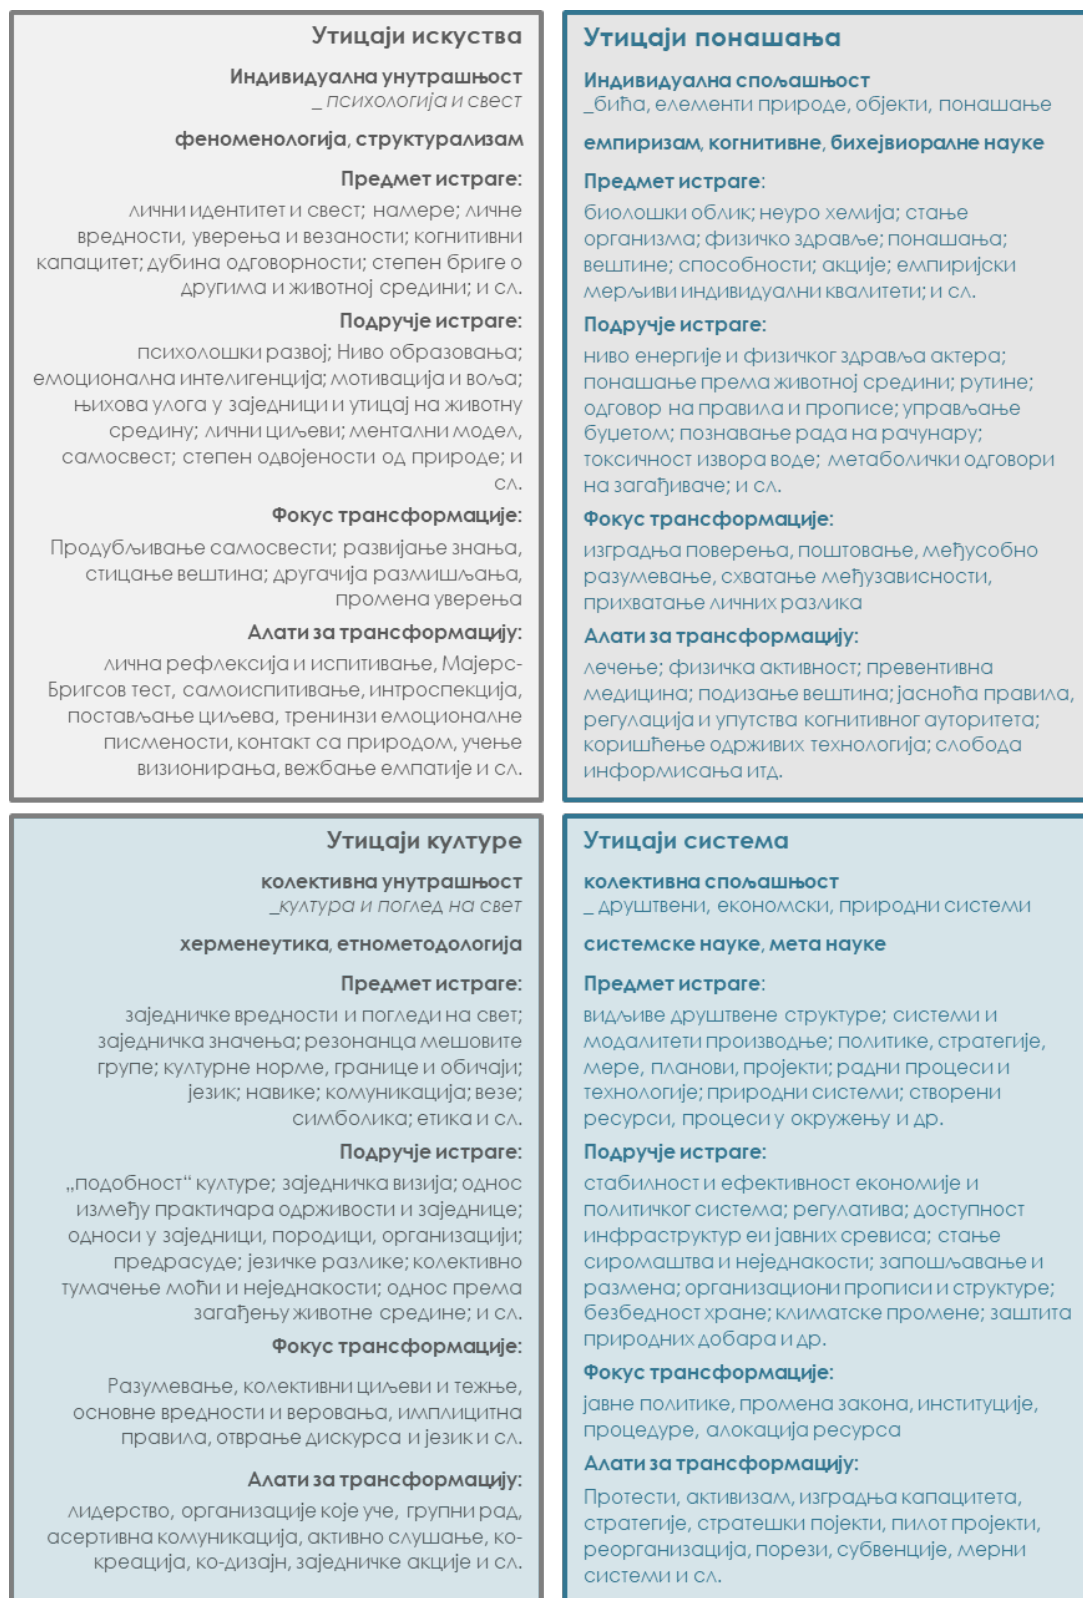 Утицаји искуства
Индивидуална унутрашњост
_ психологија и свест
феноменологија, структурализам
Предмет истраге:
лични идентитет и свест; намере; личне
вредности, уверења и везаности; когнитивни
капацитет; дубина одговорности; степен бриге о
другима и животној средини; и сл.
Подручје истраге:
психолошки развој; Ниво образовања;
емоционална интелигенција; мотивација и воља;
њихова улога у заједници и утицај на животну
средину; лични циљеви; ментални модел,
самосвест; степен одвојености од природе; и
сл.
Фокус трансформације:
Продубљивање самосвести; развијање знања,
стицање вештина; другачија размишљања,
промена уверења
Алати за трансформацију:
лична рефлексија и испитивање, Мајерс-
Бригсов тест, самоиспитивање, интроспекција,
постављање циљева, тренинзи емоционалне
писмености, контакт са природом, учење
визионирања, вежбање емпатије и сл.
Утицаји понашања
Индивидуална спољашњост
_бића, елементи природе, објекти, понашање
емпиризам, когнитивне, бихејвиоралне науке
Предмет истраге:
биолошки облик; неуро хемија; стање
организма; физичко здравље; понашања;
вештине; способности; акције; емпиријски
мерљиви индивидуални квалитети; и сл.
Подручје истраге:
ниво енергије и физичког здравља актера;
понашање према животној средини; рутине;
одговор на правила и прописе; управљање
буџетом; познавање рада на рачунару;
токсичност извора воде; метаболички одговори
на загађиваче; и сл.
Фокус трансформације:
изградња поверења, поштовање, међусобно
разумевање, схватање међузависности,
прихватање личних разлика
Алати за трансформацију:
лечење; физичка активност; превентивна
медицина; подизање вештина; јасноћа правила,
регулација и упутства когнитивног ауторитета;
коришћење одрживих технологија; слобода
информисања итд.
Утицаји културе
колективна унутрашњост
_култура и поглед на свет
херменеутика, етнометодологија
Предмет истраге:
заједничке вредности и погледи на свет;
заједничка значења; резонанца мешовите
групе; културне норме, границе и обичаји;
језик; навике; комуникација; везе;
симболика; етика и сл.
Подручје истраге:
„подобност“ културе; заједничка визија; однос
између практичара одрживости и заједнице;
односи у заједници, породици, организацији;
предрасуде; језичке разлике; колективно
тумачење моћи и неједнакости; однос према
загађењу животне средине; и сл.
Фокус трансформације:
Разумевање, колективни циљеви и тежње,
основне вредности и веровања, имплицитна
правила, отврање дискурса и језик и сл.
Алати за трансформацију:
лидерство, организације које уче, групни рад,
асертивна комуникација, активно слушање, ко-
креација, ко-дизајн, заједничке акције и сл.
Утицаји система
колективна спољашњост
_ друштвени, економски, природни системи
системске науке, мета науке
Предмет истраге:
видљиве друштвене структуре; системи и
модалитети производње; политике, стратегије,
мере, планови, пројекти; радни процеси и
технологије; природни системи; створени
ресурси, процеси у окружењу и др.
Подручје истраге:
стабилност и ефективност економије и
политичког система; регулатива; доступност
инфраструктур еи јавних сревиса; стање
сиромаштва и неједнакости; запошљавање и
размена; организациони прописи и структуре;
безбедност хране; климатске промене; заштита
природних добара и др.
Фокус трансформације:
јавне политике, промена закона, институције,
процедуре, алокација ресурса
Алати за трансформацију:
Протести, активизам, изградња капацитета,
стратегије, стратешки појекти, пилот пројекти,
реорганизација, порези, субвенције, мерни
системи и сл.